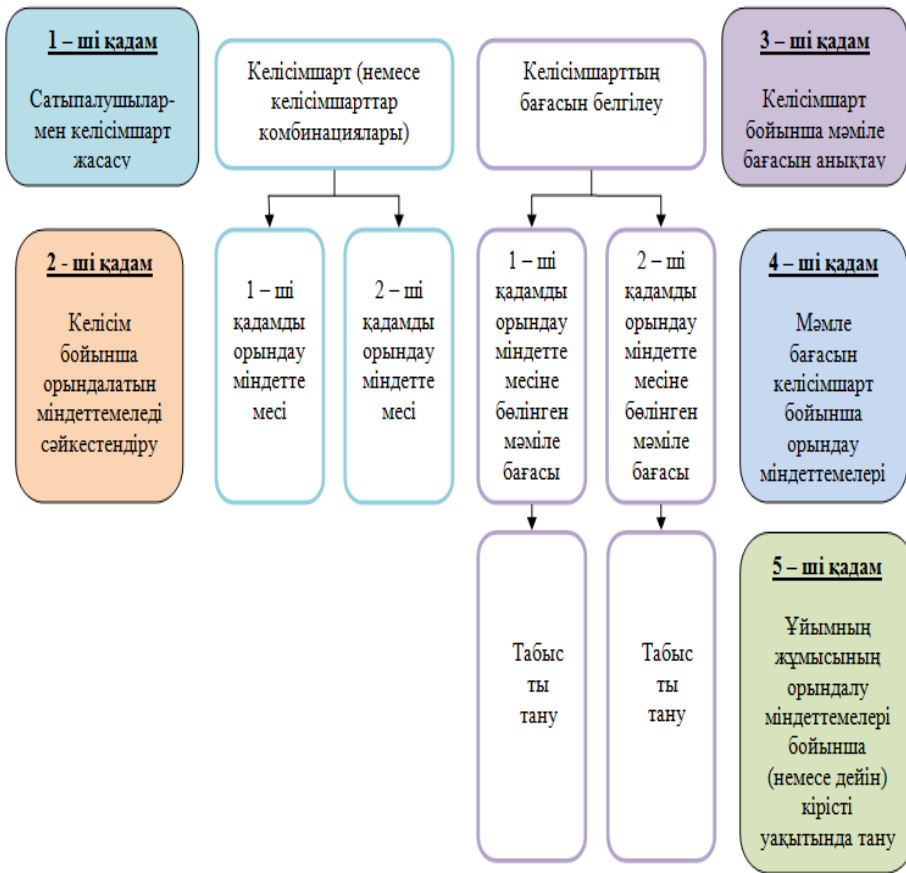 1 – ші қадам
Сатыпалушылар-
мен келісімшарт
жасасу
Келісімшарт (немесе
келісімшарттар
комбинациялары)
Келісімшарттың
бағасын белгілеу
3 – ші қадам
Келісімшарт
бойынша мәміле
бағасын анықтау
2 - ші қадам
Келісім
бойынша
орындалатын
міндеттемеледі
сәйкестендіру
1 – ші
қадамды
орындау
міндетте
месі
2 – ші
қадамды
орындау
міндетте
месі
1 – ші
қадамды
орындау
міндетте
месіне
бөлінген
мәміле
бағасы
2 – ші
қадамды
орындау
міндетте
месіне
бөлінген
мәміле
бағасы
4 – ші қадам
Мәмле
бағасын
келісімшарт
бойынша
орындау
міндеттемелері
Табыс
ты
тану
Табыс
ты
тану
5 – ші қадам
Ұйымның
жұмысының
орындалу
міндеттемелері
бойынша
(немесе дейін)
кірісті
уақытында тану